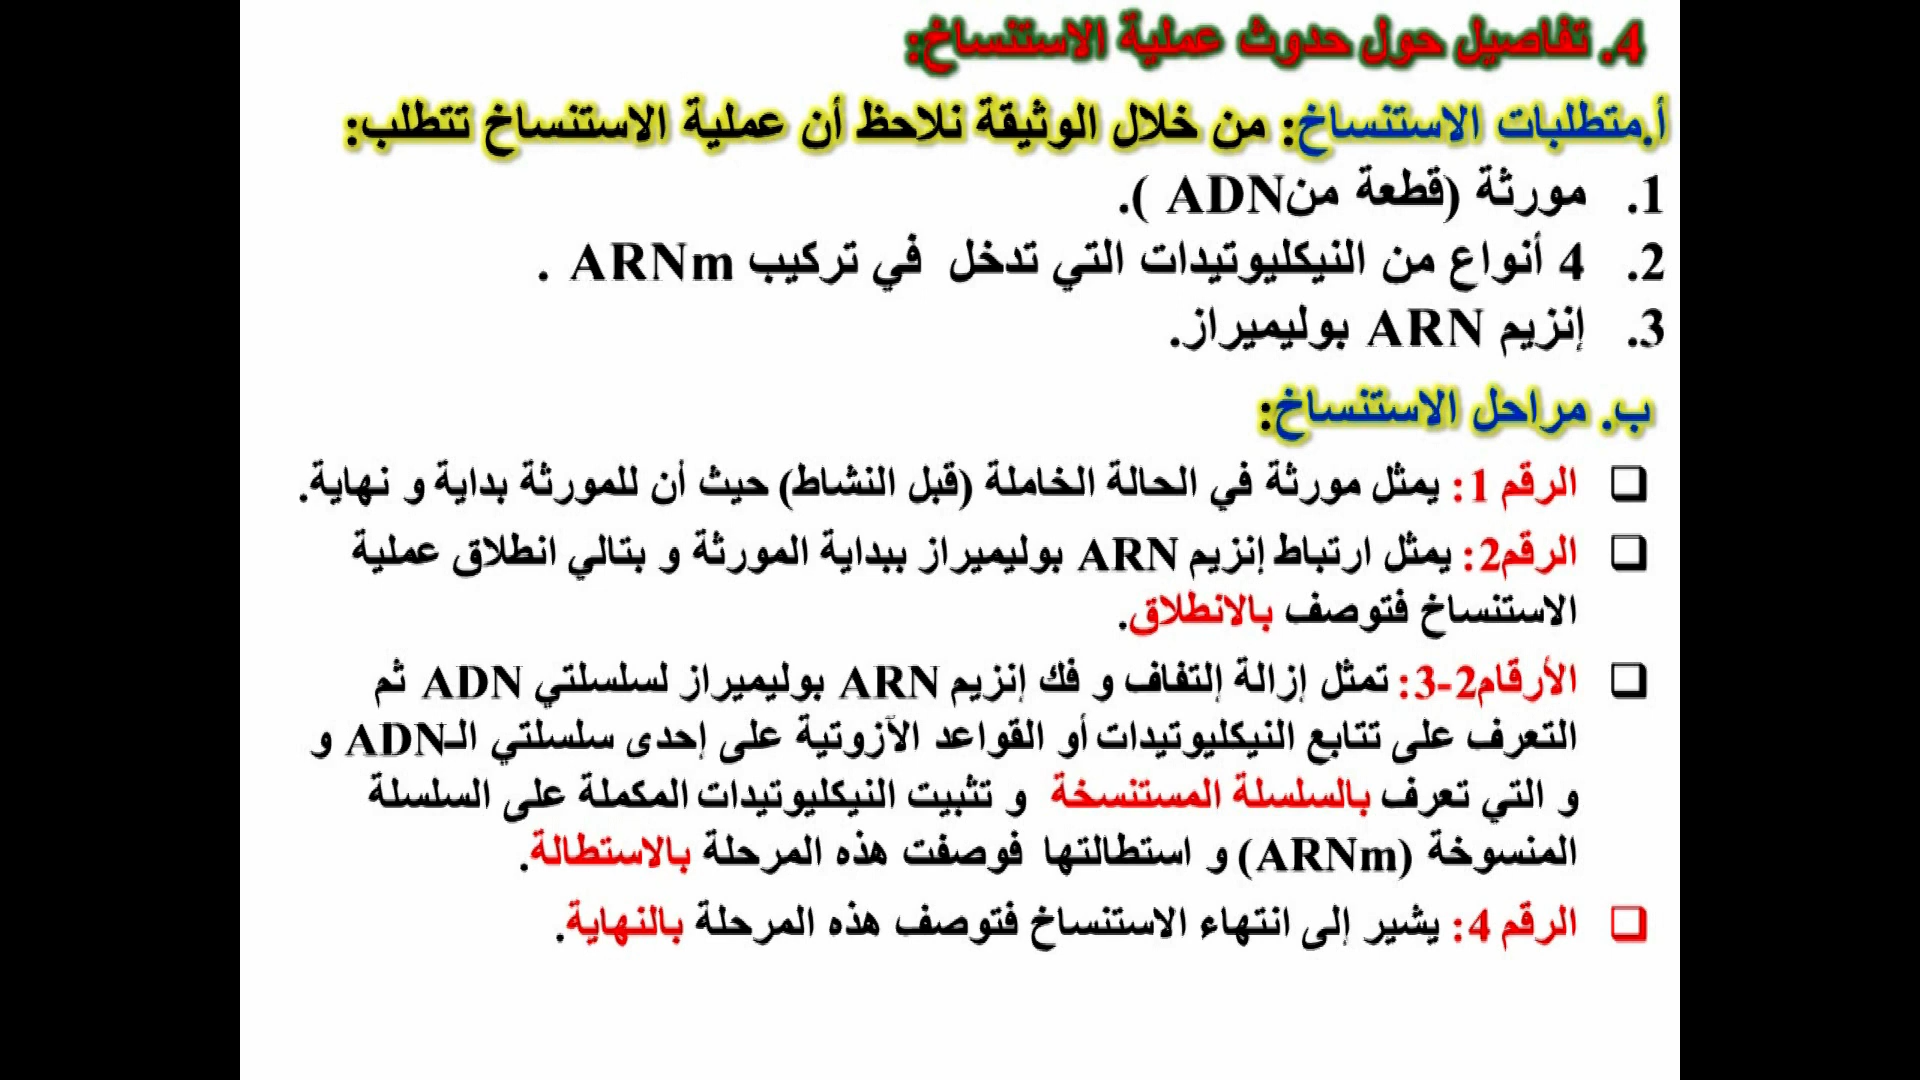 4. تفاصيل حول حدوث عملية الاستنساخ:
أ.متطلبات الاستنساخ: من خلال الوثيقة نلاحظ أن عملية الاستنساخ تتطلب:
1. مورثة (قطعة منADN ).
2. 4 أنواع من النيكليوتيدات التي تدخل في تركيب ARNm .
3. إنزيم ARN بوليميراز.
ب. مراحل الاستنساخ:
❑ الرقم 1: يمثل مورثة في الحالة الخاملة (قبل النشاط) حيث أن للمورثة بداية و نهاية.
❑ الرقم2: يمثل ارتباط إنزيم ARN بوليميراز ببداية المورثة و بتالي انطلاق عملية
الاستنساخ فتوصف بالانطلاق.
❑ الأرقام2-3: تمثل إزالة إلتفاف و فك إنزيم ARN بوليميراز لسلسلتي ADN ثم
التعرف على تتابع النيكليوتيدات أو القواعد الآزوتية على إحدى سلسلتي الـADN و
و التي تعرف بالسلسلة المستنسخة و تثبيت النيكليوتيدات المكملة على السلسلة
المنسوخة (ARNm) و استطالتها فوصفت هذه المرحلة بالاستطالة.
❑ الرقم 4: يشير إلى انتهاء الاستنساخ فتوصف هذه المرحلة بالنهاية.